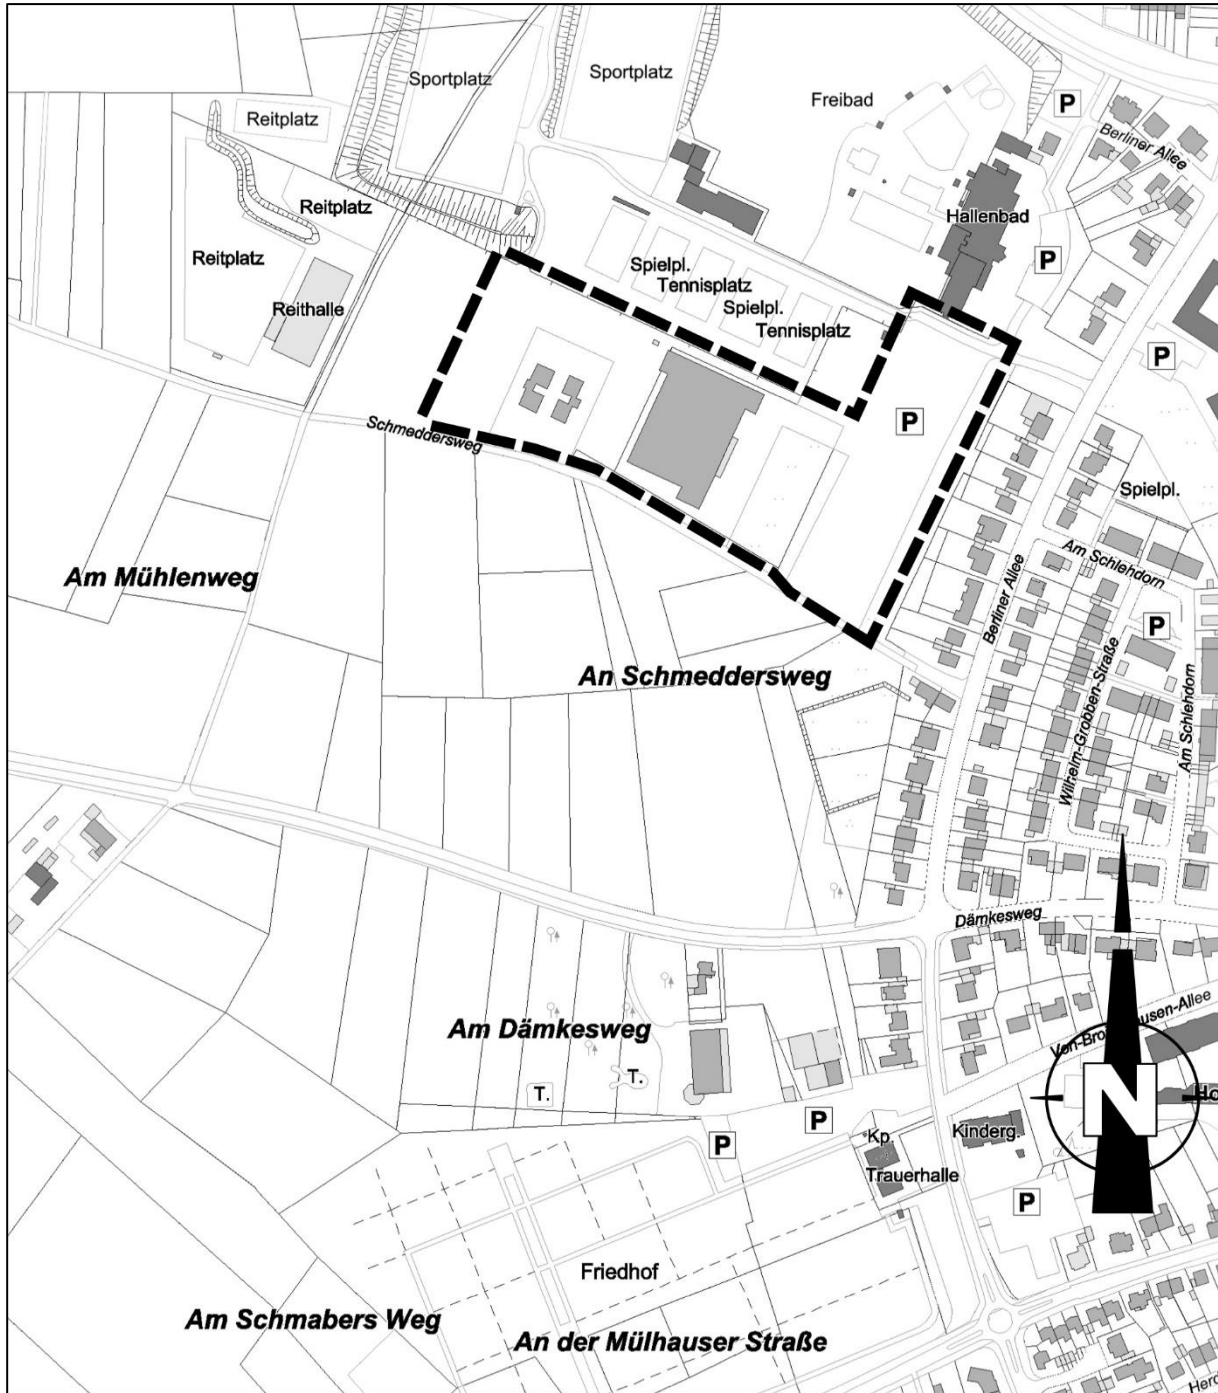 Sportplatz
Sportplatz
Freibad
P
Reitplatz
Berliner Allee
Reitplatz
Hallenbad
Reitplatz
P
Spielpl.
Tennisplatz
Reithalle
Spielpl.
Tennisplatz
P
P
Schmeddersweg
Spielpl.
Am Schlehdorn
Am Mühlenweg
Berliner Allee
P
An Schmeddersweg
Wilhelm-Grobben-Straße
Am Schlehdorn
Dämkesweg
Am Dämkesweg
T.
T.
N
P
P
Kp.
Kinderg.
Trauerhalle
P
Friedhof
Am Schmabers Weg
An der Mülhauser Straße